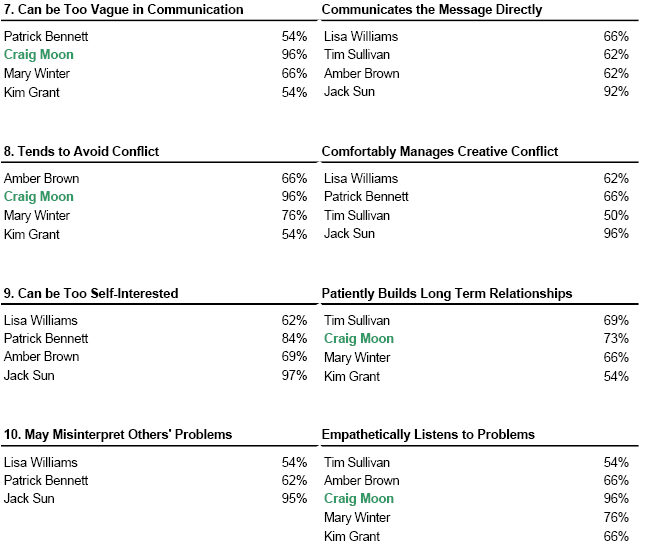 7. Can be Too Vague in Communication
Patrick Bennett 54%
Craig Moon 96%
Mary Winter 66%
Kim Grant 54%
Communicates the Message Directly
Lisa Williams 66%
Tim Sullivan 62%
Amber Brown 62%
Jack Sun 92%
8. Tends to Avoid Conflict
Amber Brown 66%
Craig Moon 96%
Mary Winter 76%
Kim Grant 54%
Comfortably Manages Creative Conflict
Lisa Williams 62%
Patrick Bennett 66%
Tim Sullivan 50%
Jack Sun 96%
9. Can be Too Self-Interested
Lisa Williams 62%
Patrick Bennett 84%
Amber Brown 69%
Jack Sun 97%
Patiently Builds Long Term Relationships
Tim Sullivan 69%
Craig Moon 73%
Mary Winter 66%
Kim Grant 54%
10. May Misinterpret Others' Problems
Lisa Williams 54%
Patrick Bennett 62%
Jack Sun 95%
Empathetically Listens to Problems
Tim Sullivan 54%
Amber Brown 66%
Craig Moon 96%
Mary Winter 76%
Kim Grant 66%